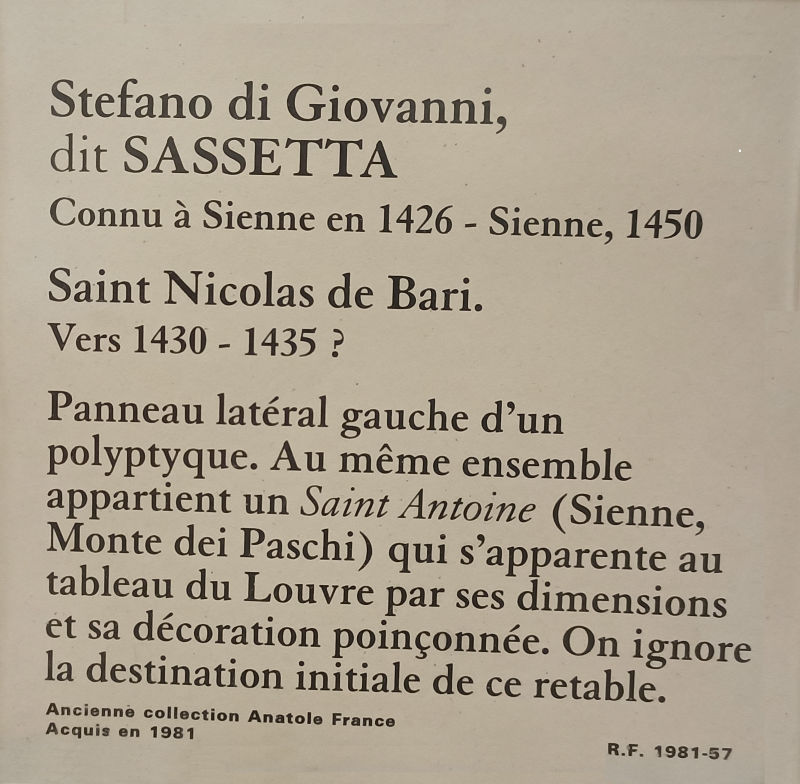 Stefano di Giovanni,
dit SASSETTA
Connu à Sienne en 1426 - Sienne, 1450
Saint Nicolas de Bari.
Vers 1430 - 1435 ?
Panneau latéral gauche d'un
polyptyque. Au même ensemble
appartient un Saint Antoine (Sienne,
Monte dei Paschi) qui s'apparente au
tableau du Louvre par ses dimensions
et sa décoration poinçonnée. On ignore
la destination initiale de ce retable.
Ancienne collection Anatole France
Acquis en 1981
R.F. 1981-57